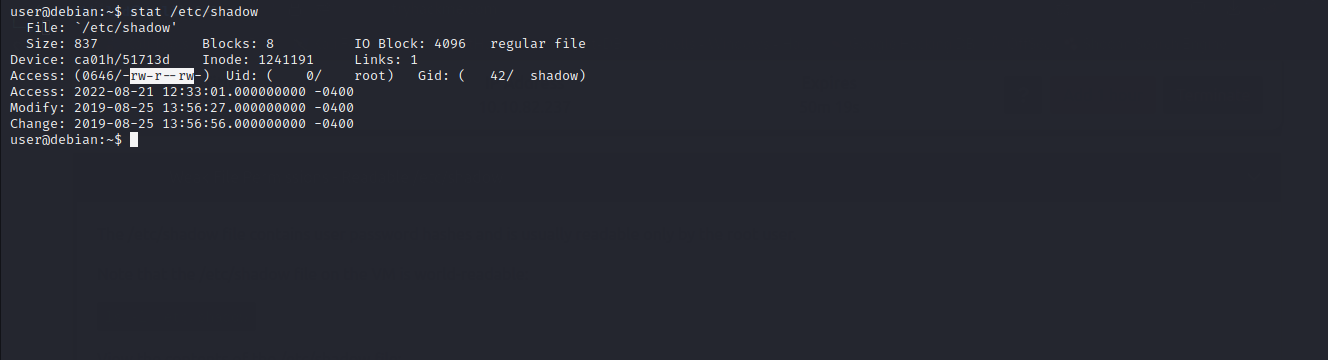 user@debian:~$ stat /etc/shadow
  File: `/etc/shadow'
  Size: 837             Blocks: 8          IO Block: 4096   regular file
Device: ca01h/51713d    Inode: 1241191     Links: 1
Access: (0646/-rw-r--rw-)  Uid: (    0/    root)   Gid: (   42/  shadow)
Access: 2022-08-21 12:33:01.000000000 -0400
Modify: 2019-08-25 13:56:27.000000000 -0400
Change: 2019-08-25 13:56:56.000000000 -0400
user@debian:~$